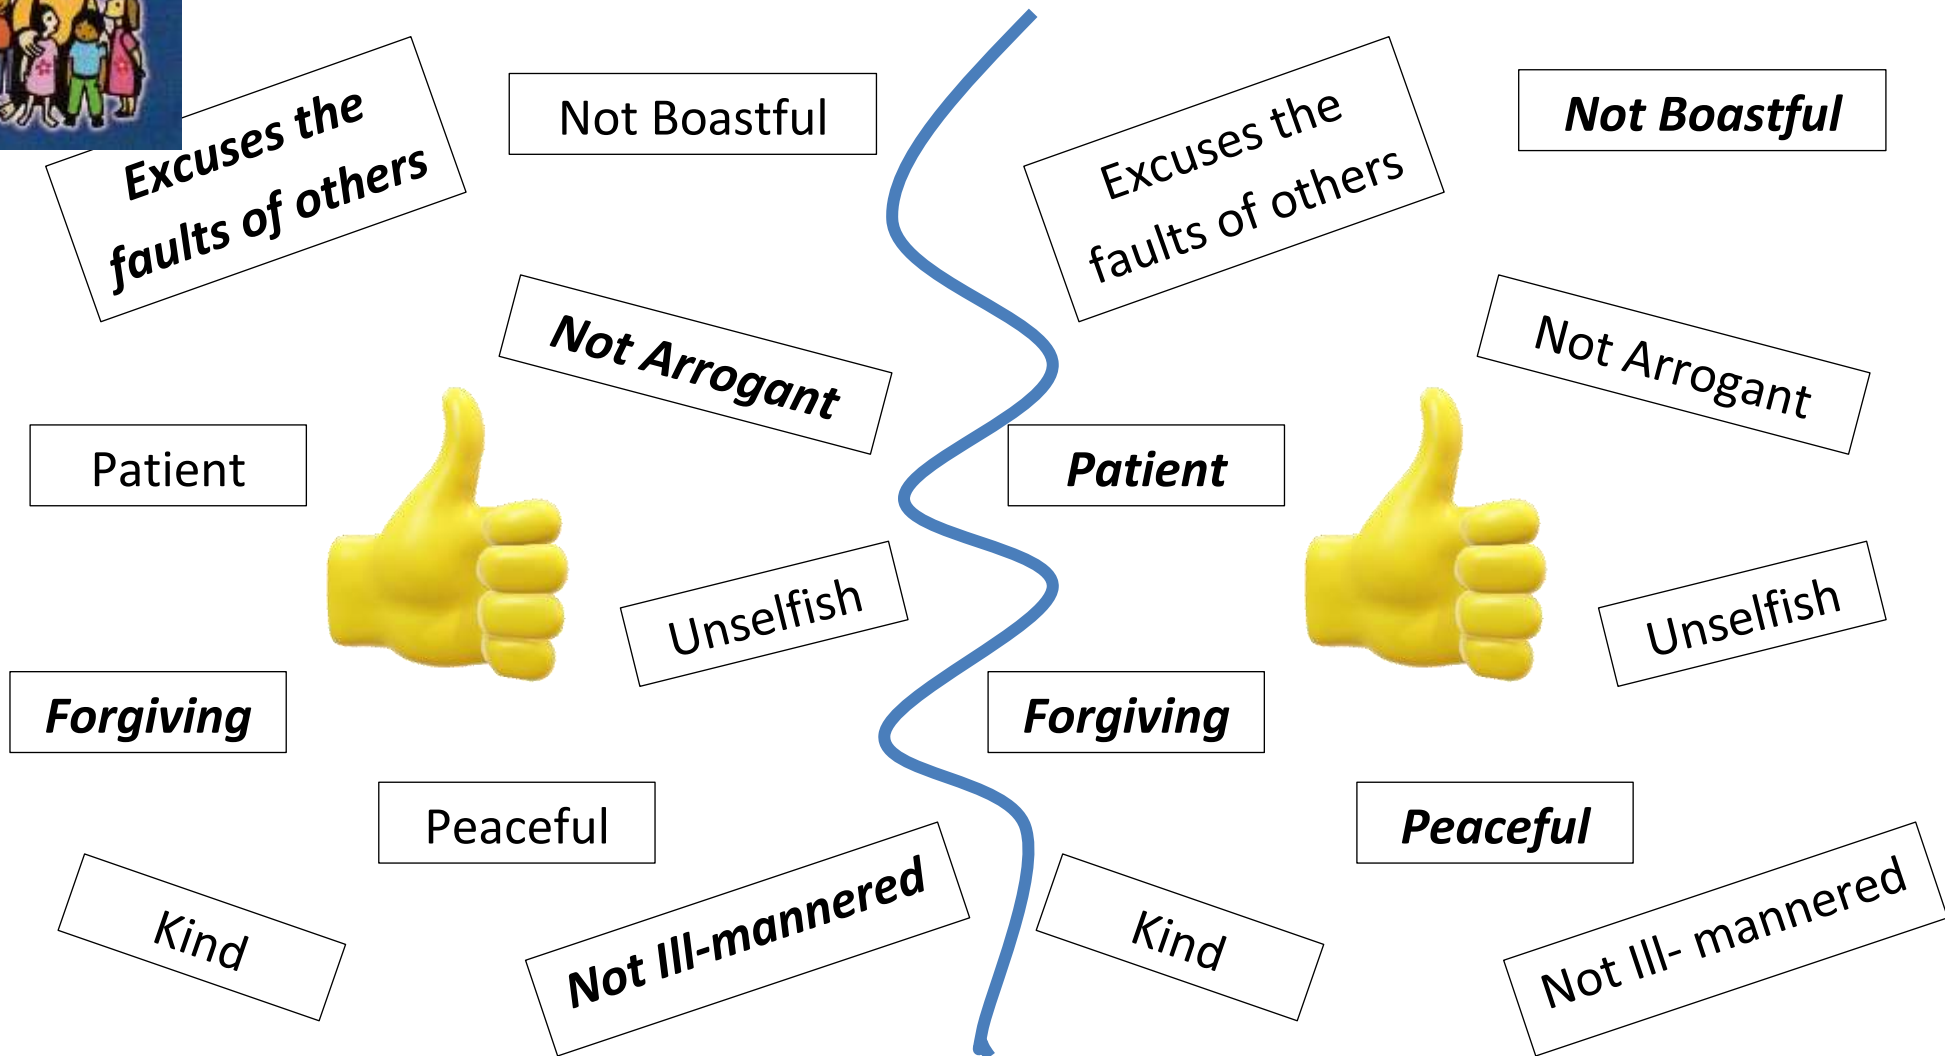 Excuses the
faults of others
Not Boastful
Not Arrogant
Patient
Unselfish
Forgiving
Peaceful
Kind
Not Ill-mannered
Excuses the
faults of others
Not Boastful
Not Arrogant
Patient
Unselfish
Forgiving
Peaceful
Kind
Not Ill- mannered